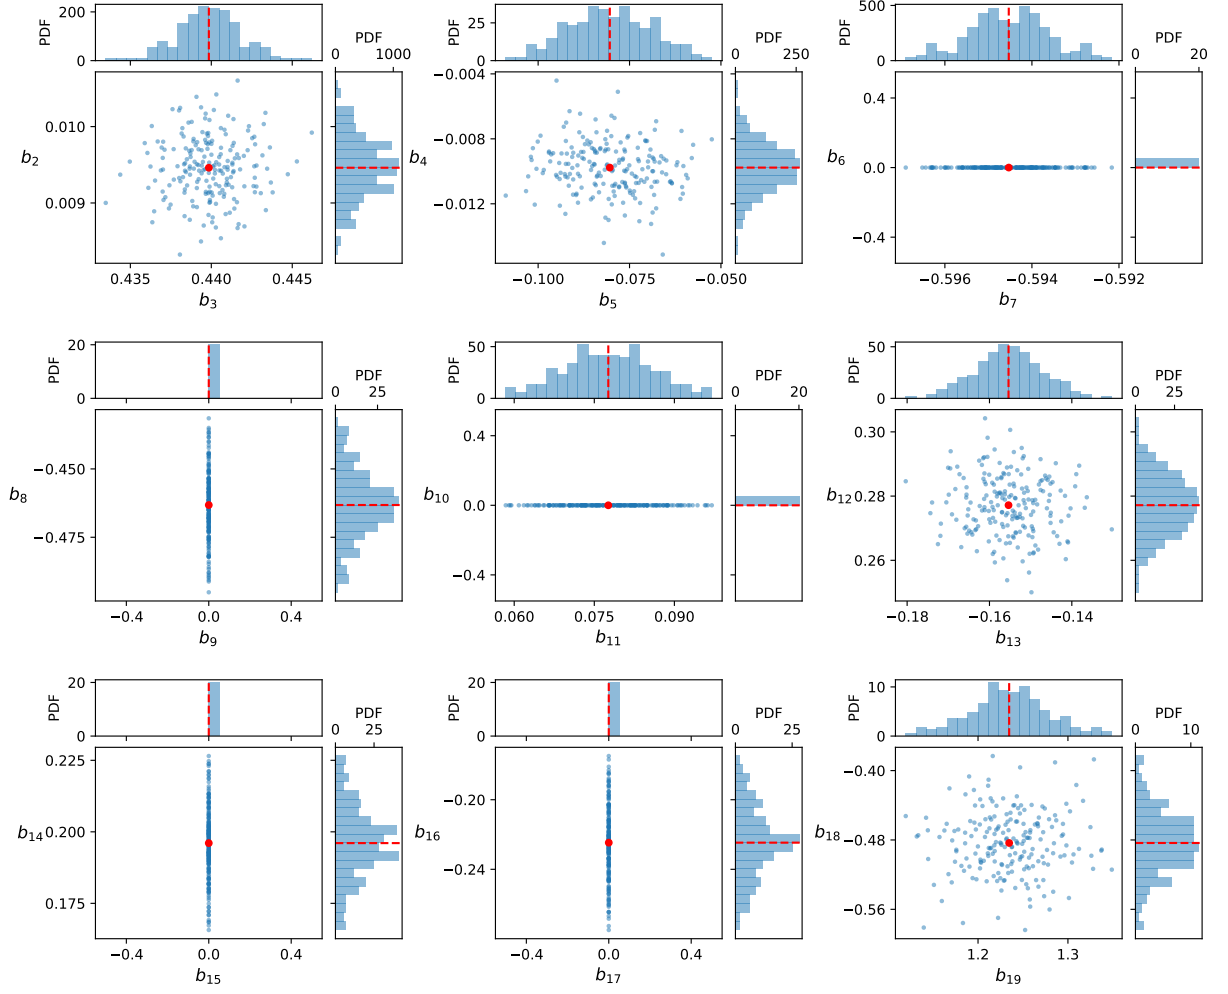 PDF
200
0
PDF
0 1000
b2
0.010
0.009
0.435 0.440 0.445
b3
PDF
25
0
PDF
0 250
b4
−0.004
−0.008
−0.012
−0.100 −0.075 −0.050
b5
PDF
500
0
PDF
0 20
b6
0.4
0.0
−0.4
−0.596 −0.594 −0.592
b7
PDF
20
0
PDF
0 25
b8
−0.450
−0.475
−0.4 0.0 0.4
b9
PDF
50
0
PDF
0 20
b10
0.4
0.0
−0.4
0.060 0.075 0.090
b11
PDF
50
0
PDF
0 25
b12
0.30
0.28
0.26
−0.18 −0.16 −0.14
b13
PDF
20
0
PDF
0 25
b14
0.225
0.200
0.175
−0.4 0.0 0.4
b15
PDF
20
0
PDF
0 25
b16
−0.20
−0.24
−0.4 0.0 0.4
b17
PDF
10
0
PDF
0 10
b18
−0.40
−0.48
−0.56
1.2 1.3
b19